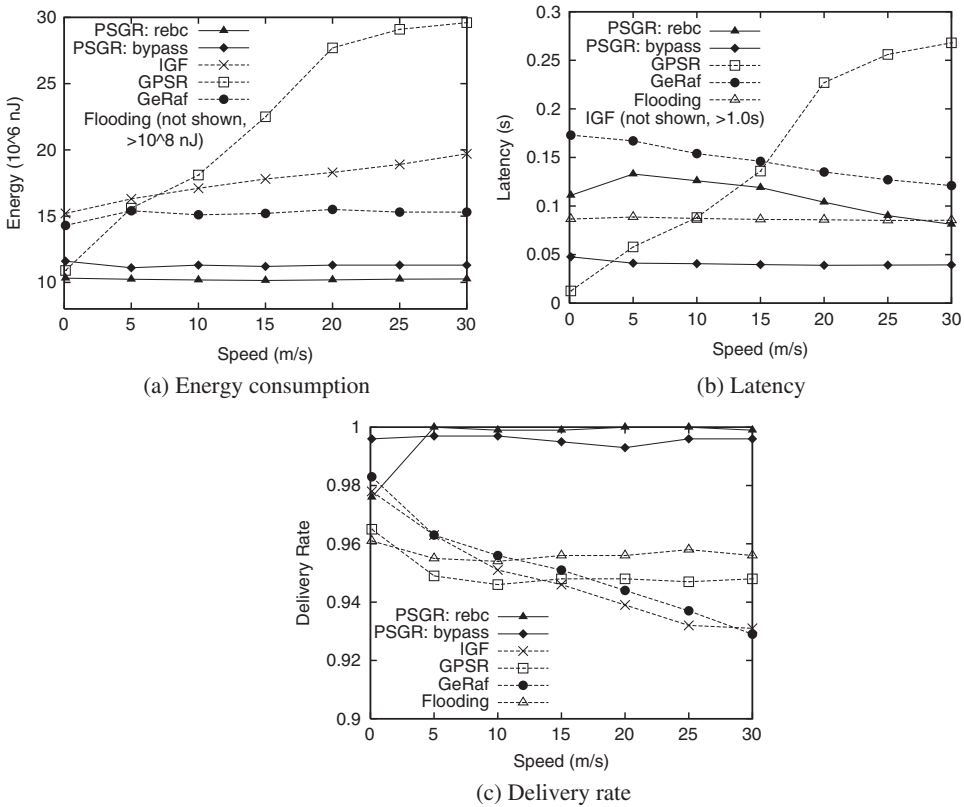 PSGR: rebc
PSGR: bypass
IGF
GPSR
GeRaf
Flooding (not shown,
>10^8 nJ)
30
25
20
15
10
Energy (10^6 nJ)
0 5 10 15 20 25 30
Speed (m/s)
(a) Energy consumption
PSGR: rebc
PSGR: bypass
GPSR
GeRaf
Flooding
IGF (not shown, >1.0s)
0.3
0.25
0.2
0.15
0.1
0.05
0
Latency (s)
0 5 10 15 20 25 30
Speed (m/s)
(b) Latency
1
0.98
0.96
0.94
0.92
0.9
Delivery Rate
PSGR: rebc
PSGR: bypass
IGF
GPSR
GeRaf
Flooding
0 5 10 15 20 25 30
Speed (m/s)
(c) Delivery rate